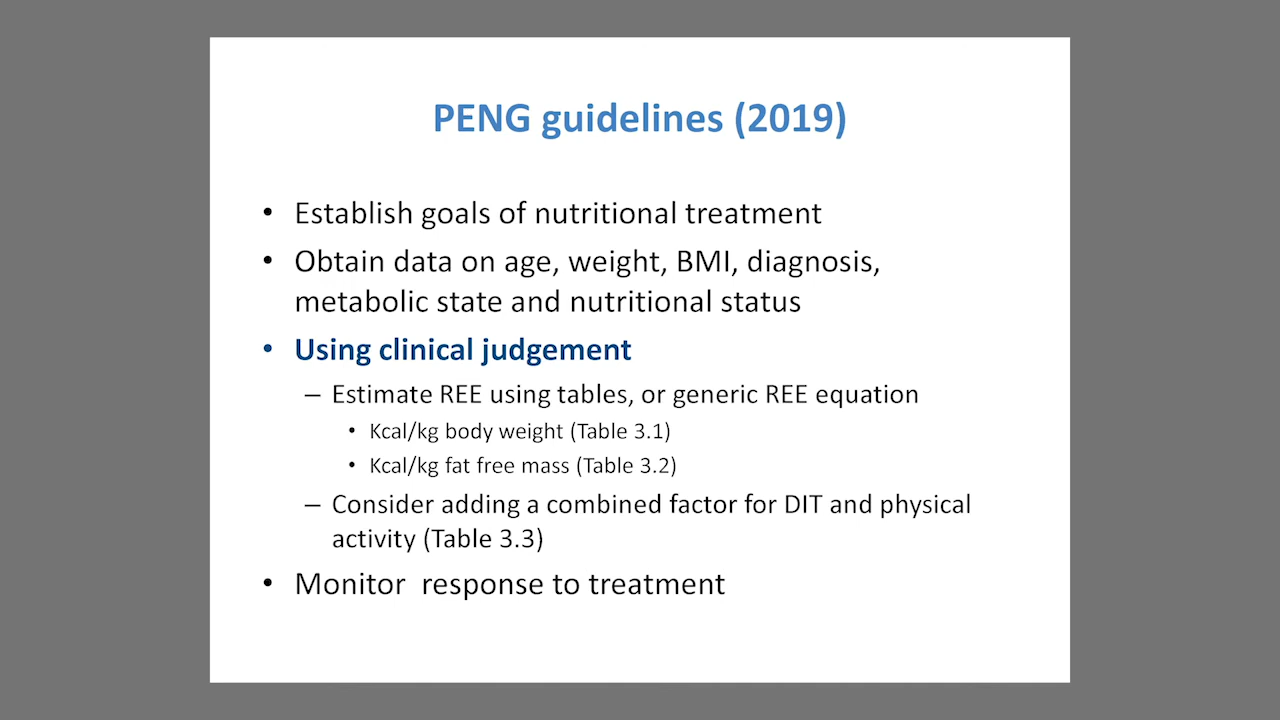 PENG guidelines (2019)
• Establish goals of nutritional treatment
• Obtain data on age, weight, BMI, diagnosis,
metabolic state and nutritional status
• Using clinical judgement
– Estimate REE using tables, or generic REE equation
• Kcal/kg body weight (Table 3.1)
• Kcal/kg fat free mass (Table 3.2)
– Consider adding a combined factor for DIT and physical
activity (Table 3.3)
• Monitor  response to treatment